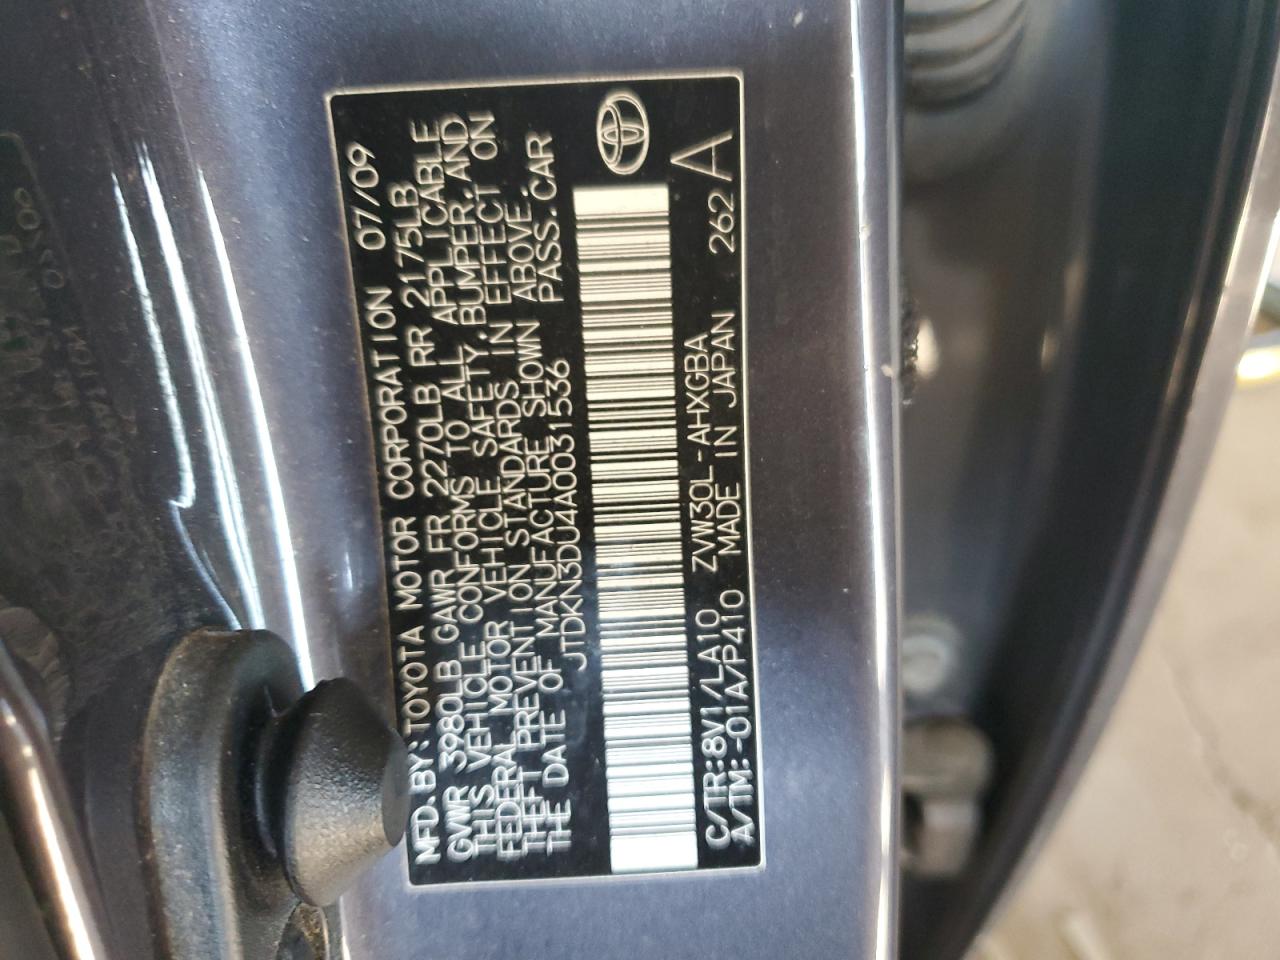 MFD. BY: TOYOTA MOTOR CORPORATION 07/09
GVWR 3980LB GAWR FR 2270LB RR 2175LB
THIS VEHICLE CONFORMS TO ALL APPLICABLE
FEDERAL MOTOR VEHICLE SAFETY, BUMPER, AND
THEFT PREVENTION STANDARDS IN EFFECT ON
THE DATE OF MANUFACTURE SHOWN ABOVE.
JTDKN3DU4A0031536 PASS. CAR
C/TR: 8V1/LA10 ZVW30L-AHXGBA
A/TM: -01A/P410 MADE IN JAPAN 262 A